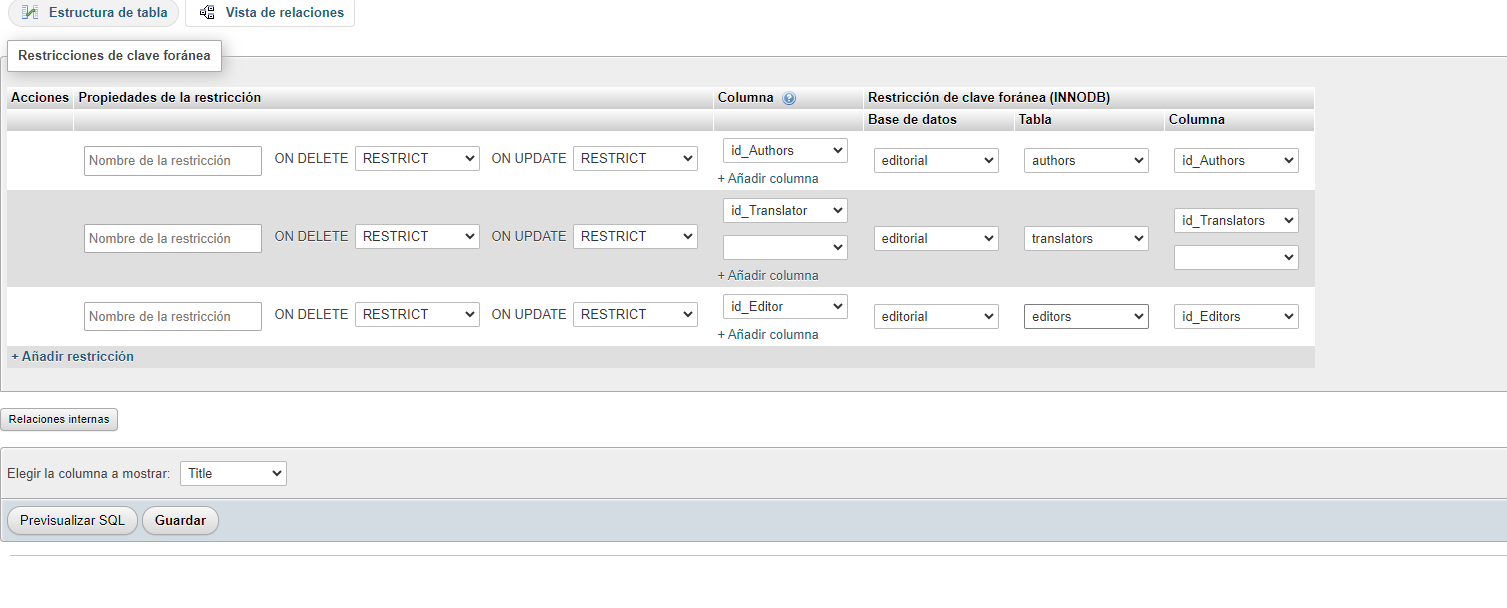 Estructura de tabla Vista de relaciones
Restricciones de clave foránea
Acciones Propiedades de la restricción Columna Restricción de clave foránea (INNODB)
Base de datos Tabla Columna
Nombre de la restricción ON DELETE RESTRICT ON UPDATE RESTRICT id_Authors editorial authors id_Authors
+ Añadir columna
id_Translator id_Translators
Nombre de la restricción ON DELETE RESTRICT ON UPDATE RESTRICT editorial translators
+ Añadir columna
Nombre de la restricción ON DELETE RESTRICT ON UPDATE RESTRICT id_Editor editorial editors id_Editors
+ Añadir columna
+ Añadir restricción
Relaciones internas
Elegir la columna a mostrar: Title
Previsualizar SQL Guardar